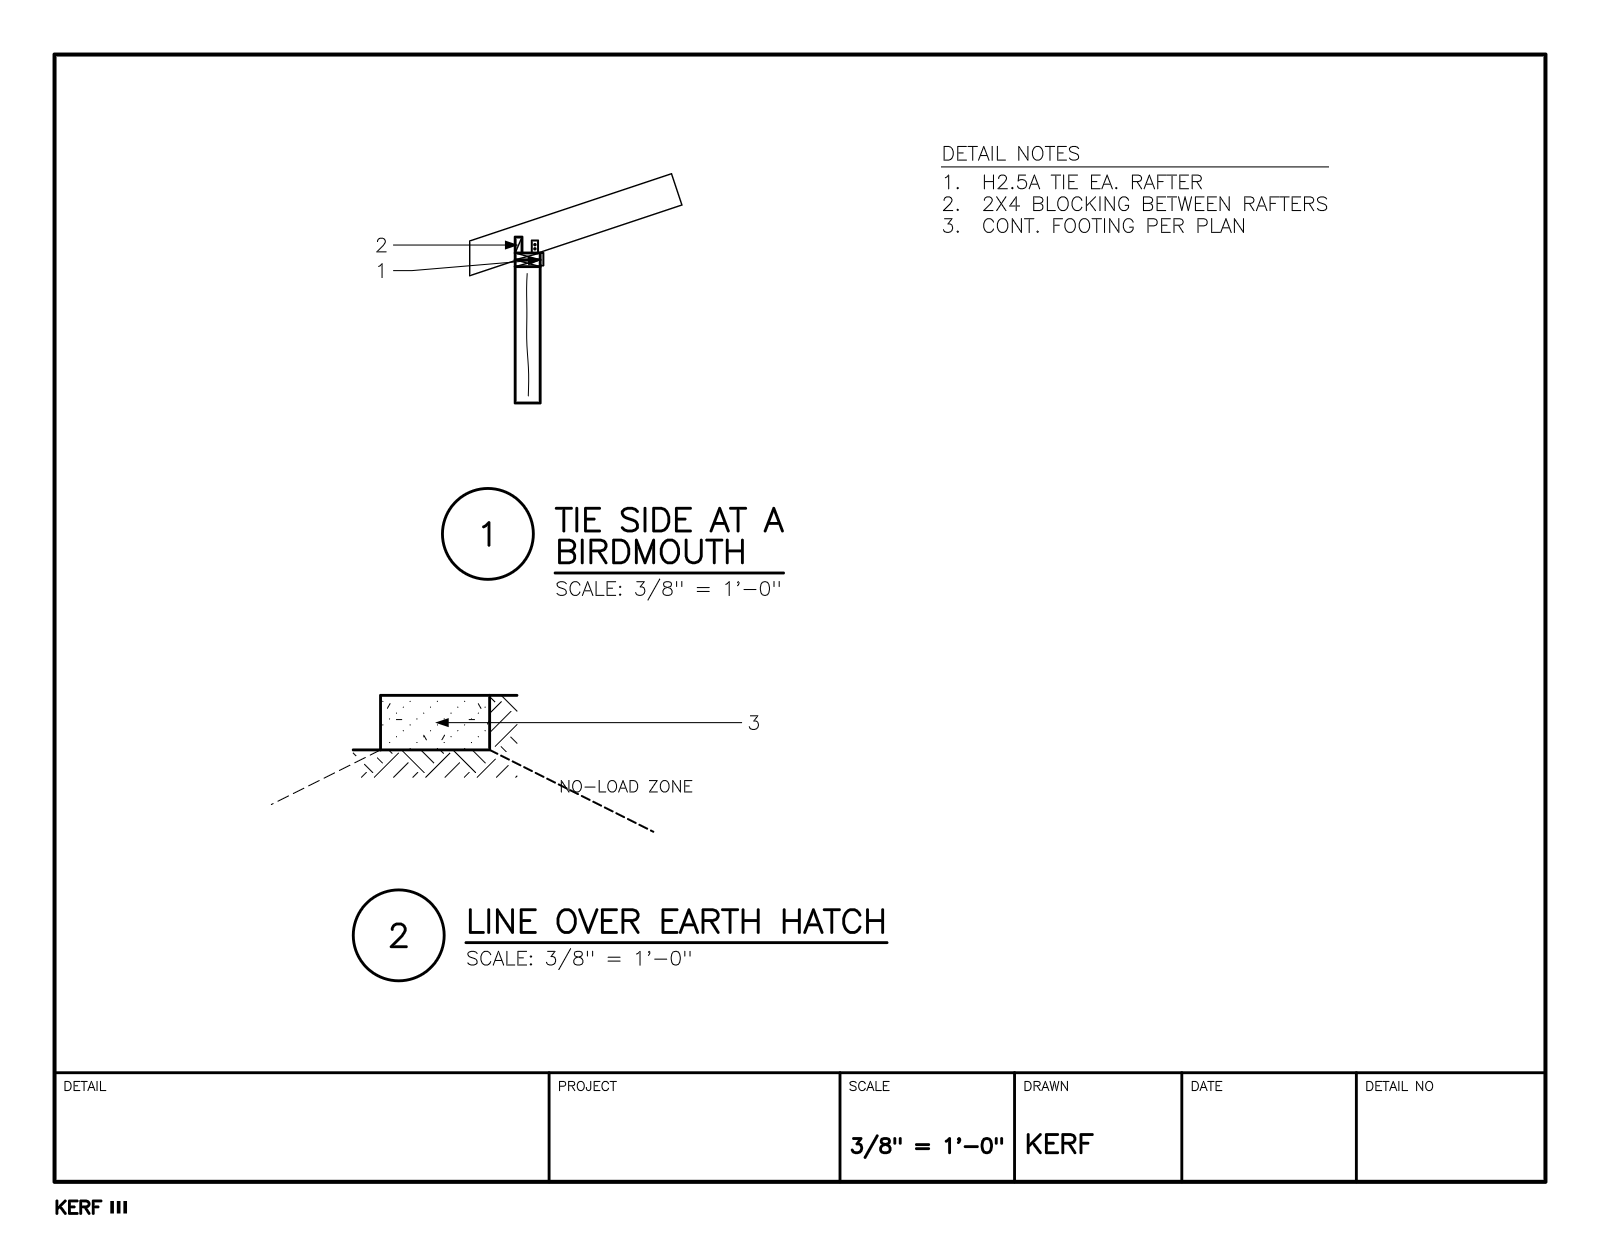 DETAIL NOTES
1. H2.5A TIE EA. RAFTER
2. 2X4 BLOCKING BETWEEN RAFTERS
3. CONT. FOOTING PER PLAN
2
1
1
TIE SIDE AT A
BIRDMOUTH
SCALE: 3/8" = 1'-0"
3
NO-LOAD ZONE
2
LINE OVER EARTH HATCH
SCALE: 3/8" = 1'-0"
DETAIL
PROJECT
SCALE
3/8" = 1'-0"
DRAWN
KERF
DATE
DETAIL NO
KERF III